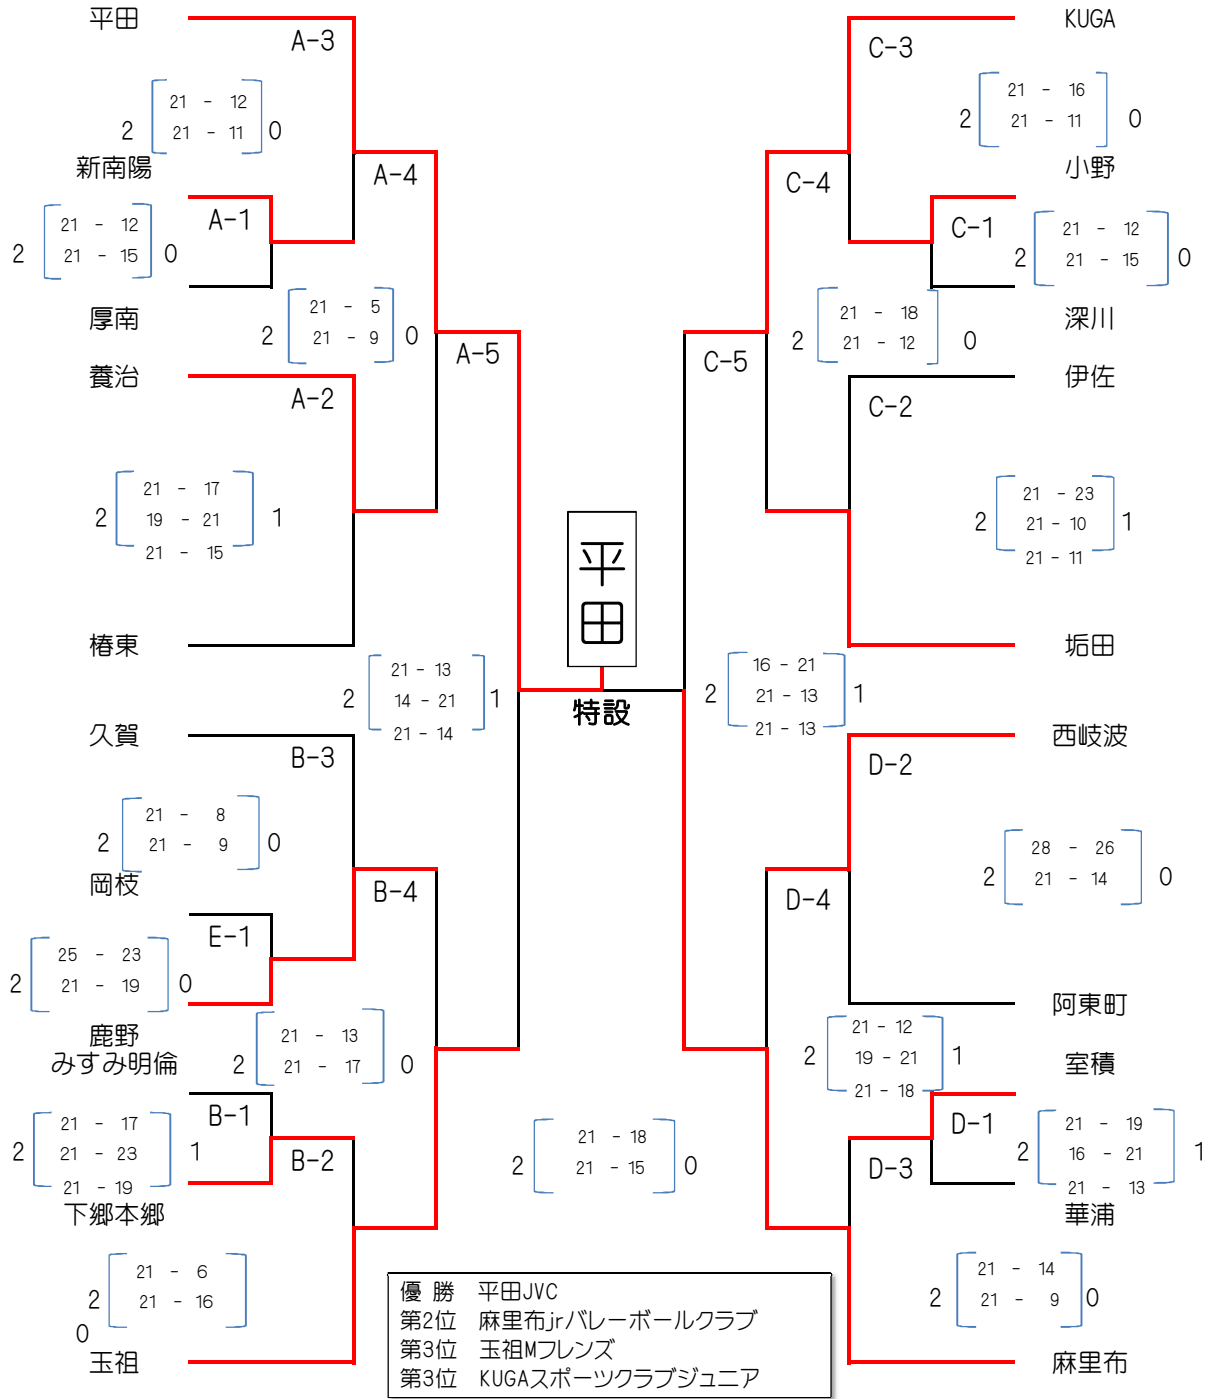 平田
A-3
21 - 12
2 21 - 11 0
新南陽
A-4
A-1
21 - 12
2 21 - 15 0
厚南
21 - 5
2 21 - 9 0
養治
A-5
A-2
21 - 17
2 19 - 21 1
21 - 15
椿東
21 - 13
2 14 - 21 1
21 - 14
久賀
B-3
21 - 8
2 21 - 9 0
岡枝
B-4
E-1
25 - 23
2 21 - 19 0
鹿野
みすみ明倫
21 - 13
2 21 - 17 0
B-1
21 - 17
2 21 - 23 1
21 - 19
B-2
下郷本郷
21 - 6
2 21 - 16
0
玉祖
平田
特設
21 - 18
2 21 - 15 0
KUGA
C-3
21 - 16
2 21 - 11 0
小野
C-4
C-1
21 - 12
2 21 - 15 0
深川
21 - 18
2 21 - 12 0
C-5
伊佐
C-2
21 - 23
2 21 - 10 1
21 - 11
垢田
16 - 21
2 21 - 13 1
21 - 13
西岐波
D-2
28 - 26
2 21 - 14 0
D-4
阿東町
21 - 12
2 19 - 21 1
21 - 18
室積
D-1
21 - 19
2 16 - 21 1
21 - 13
D-3
華浦
21 - 14
2 21 - 9 0
麻里布
優 勝 平田JVC
第2位 麻里布jrバレーボールクラブ
第3位 玉祖Mフレンズ
第3位 KUGAスポーツクラブジュニア